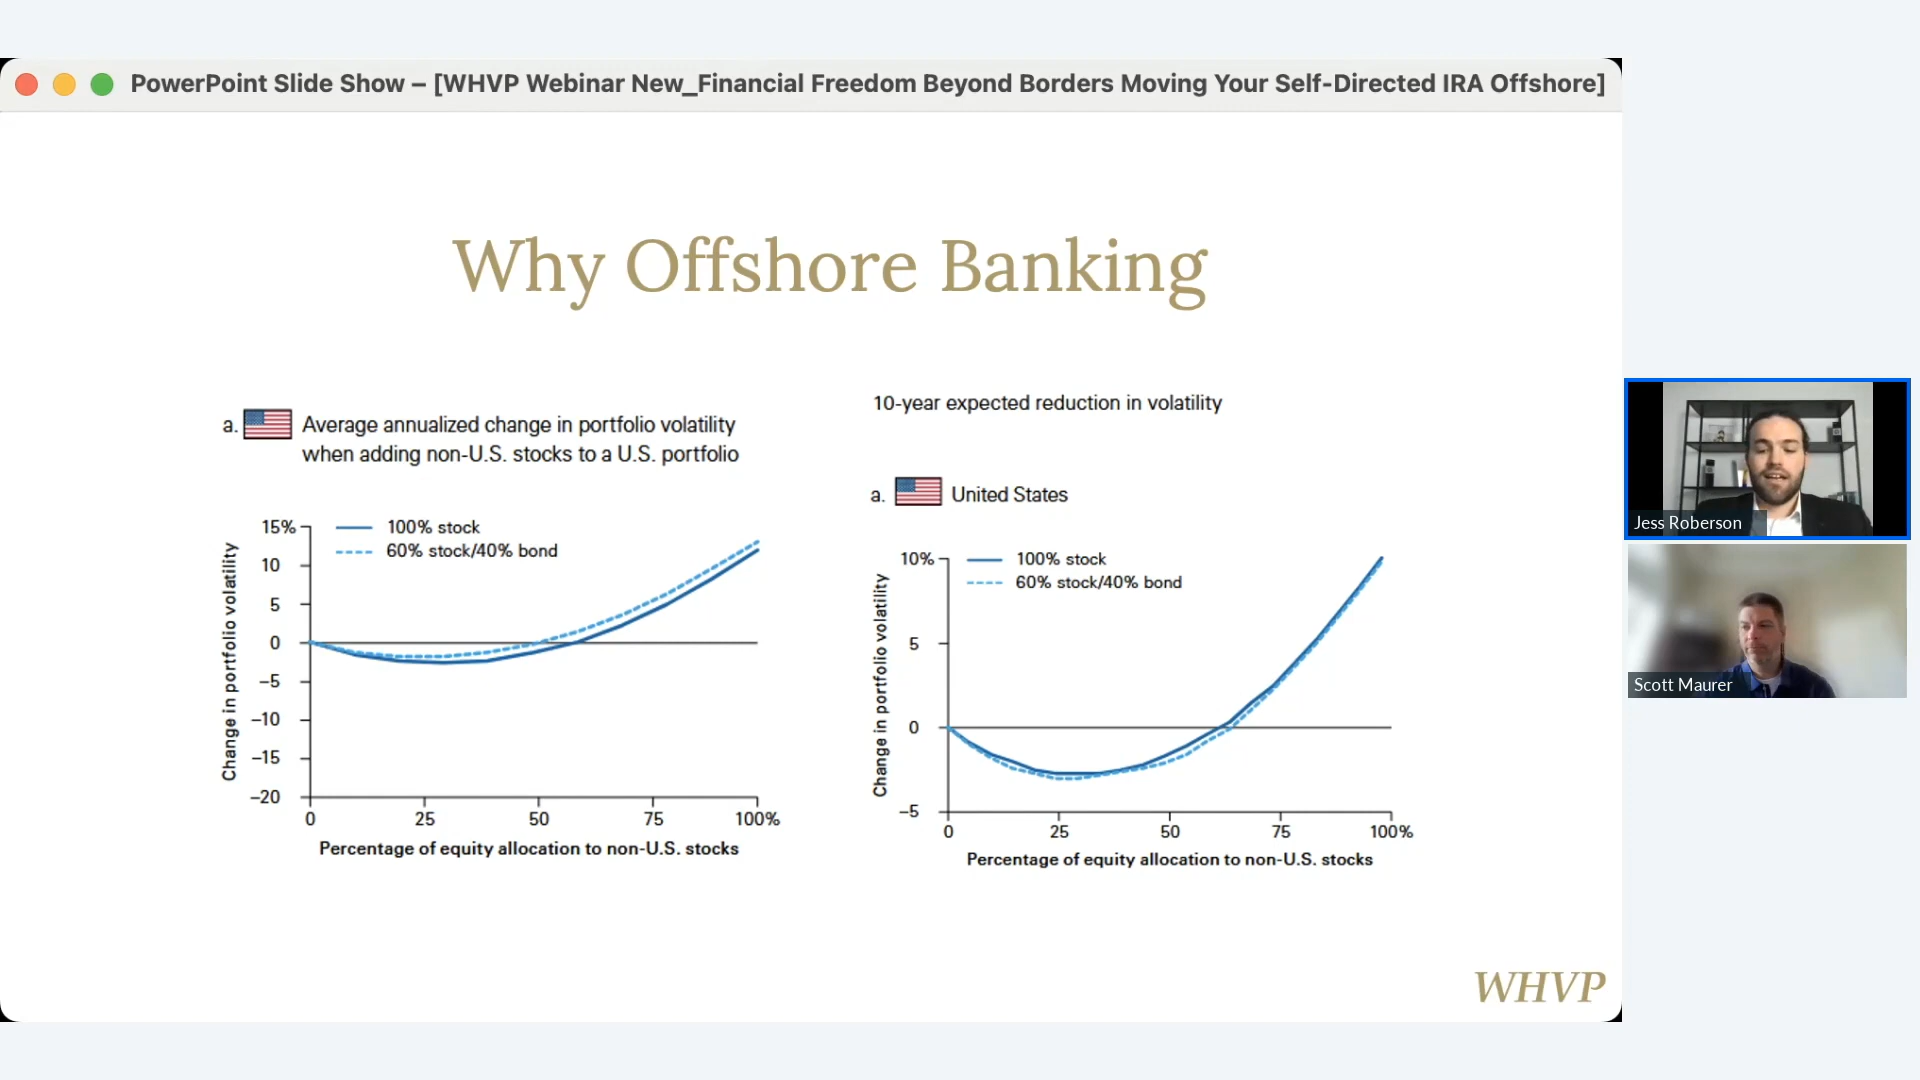 PowerPoint Slide Show – [WHVP Webinar New_Financial Freedom Beyond Borders Moving Your Self-Directed IRA Offshore]
Why Offshore Banking
a. Average annualized change in portfolio volatility
when adding non-U.S. stocks to a U.S. portfolio
15%
10
5
0
–5
–10
–15
–20
Change in portfolio volatility
100% stock
60% stock/40% bond
0 25 50 75 100%
Percentage of equity allocation to non-U.S. stocks
10-year expected reduction in volatility
a. United States
10%
5
0
–5
Change in portfolio volatility
100% stock
60% stock/40% bond
0 25 50 75 100%
Percentage of equity allocation to non-U.S. stocks
WHVP
Jess Roberson
Scott Maurer